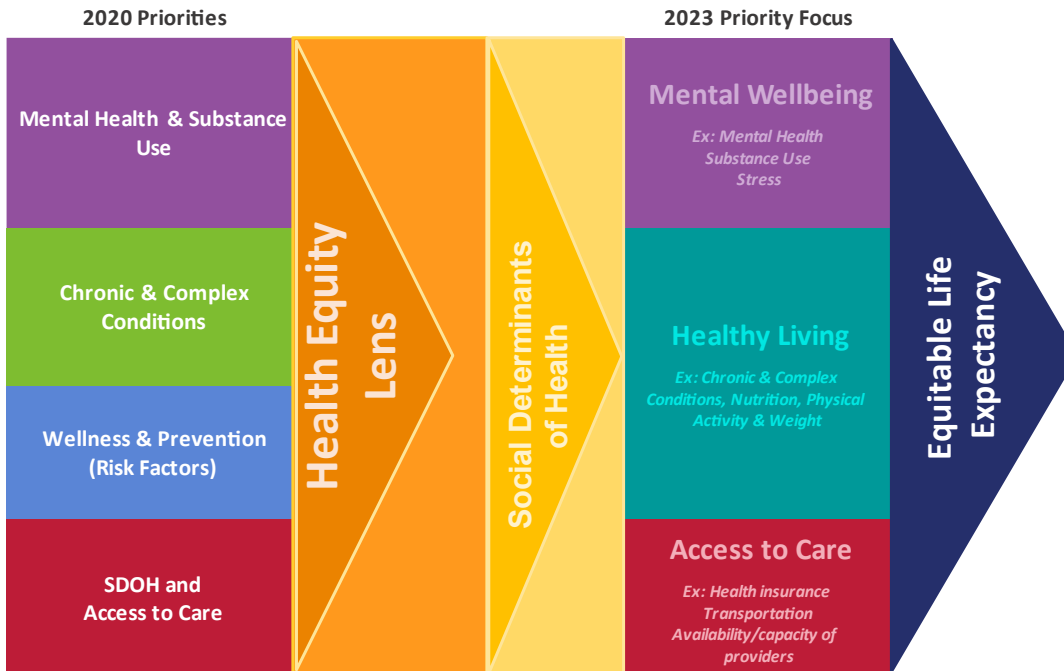 2020 Priorities
2023 Priority Focus
Mental Health & Substance
Use
Chronic & Complex
Conditions
Wellness & Prevention
(Risk Factors)
SDOH and
Access to Care
Health Equity
Lens
Social Determinants
of Health
Mental Wellbeing
Ex: Mental Health
Substance Use
Stress
Healthy Living
Ex: Chronic & Complex
Conditions, Nutrition, Physical
Activity & Weight
Access to Care
Ex: Health insurance
Transportation
Availability/capacity of
providers
Equitable Life
Expectancy